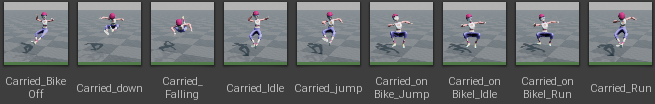 Carried_Bike
Off
Carried_down
Carried_
Falling
Carried_Idle
Carried_jump
Carried_on
Bike_Jump
Carried_on
Bikel_Idle
Carried_on
Bikel_Run
Carried_Run